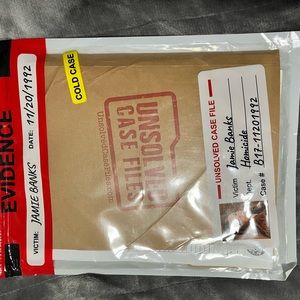 EVIDENCE
VICTIM: JAMIE BANKS DATE: 11/20/1992
COLD CASE
UNSOLVED
CASE FILES
UNSOLVED CASE FILE
Victim Jamie Banks
Homicide
Case # B17-11201992